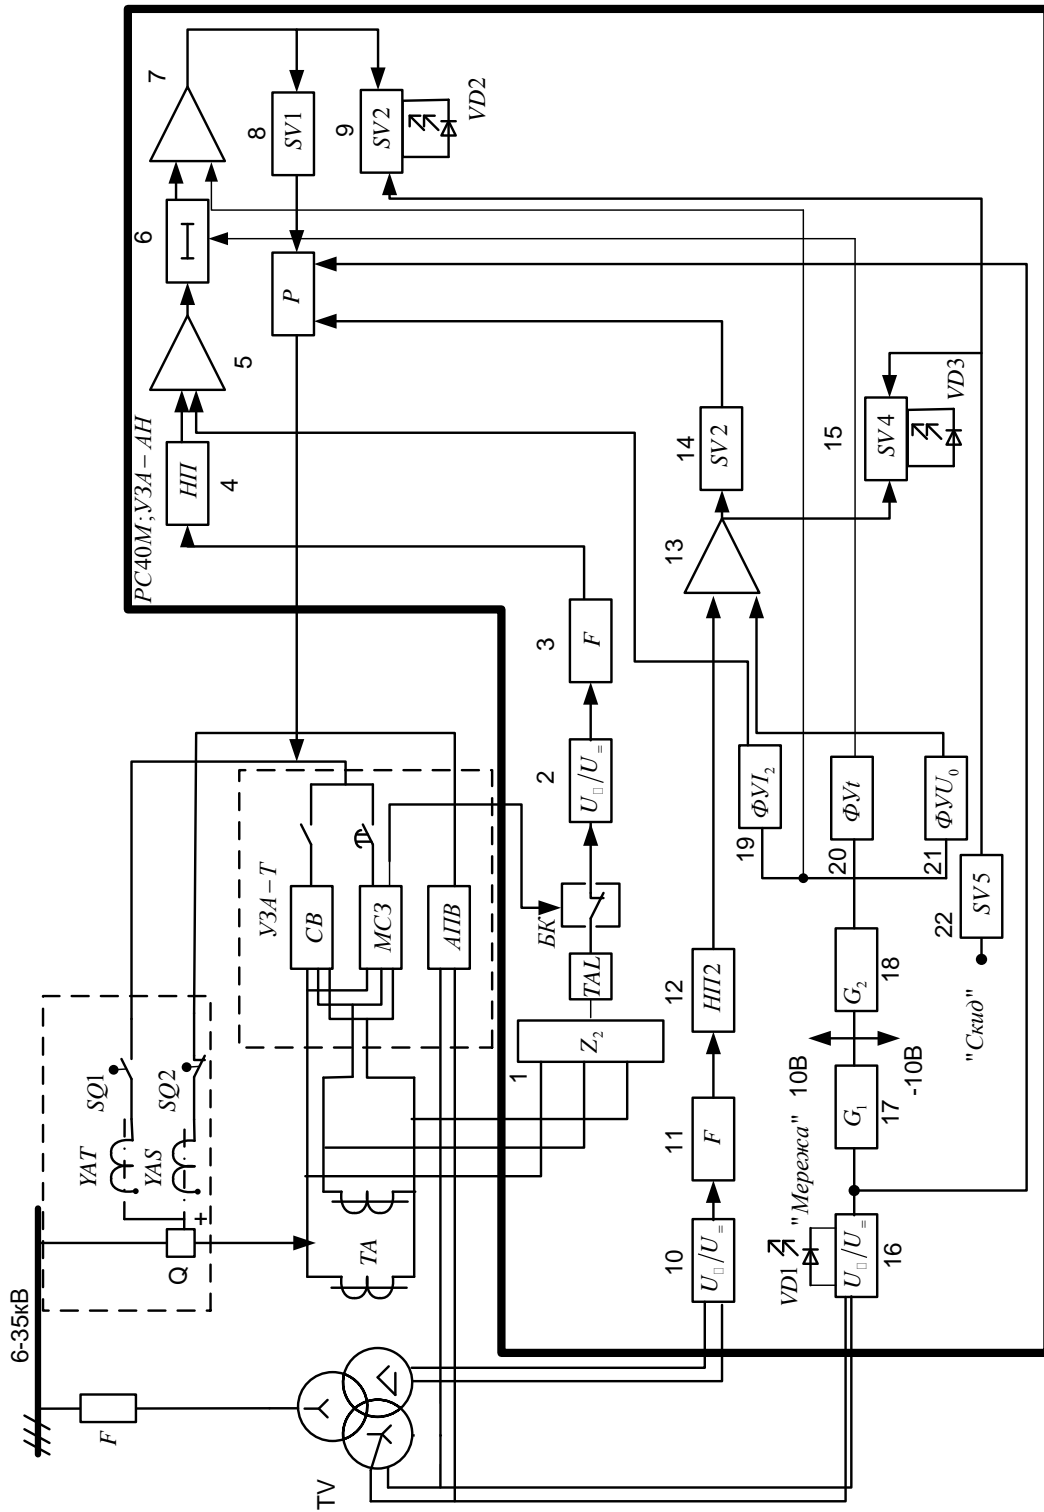 6-35кВ
F
TV
Q
+
YAT
YAS
SQ1
SQ2
TA
УЗА-Т
СВ
МСЗ
АПВ
РС40М;УЗА-АН
1
Z₂
TAL
БК
2
U□/U=
3
F
4
НП
5
6
I
7
8
SV1
9
SV2
VD2
P
10
U□/U=
11
F
12
НП2
13
14
SV2
15
SV4
VD3
16
U□/U=
VD1
"Мережа"
17
G₁
10В
-10В
18
G₂
19
ФУI₂
20
ФУt
21
ФУU₀
22
SV5
"Скид"